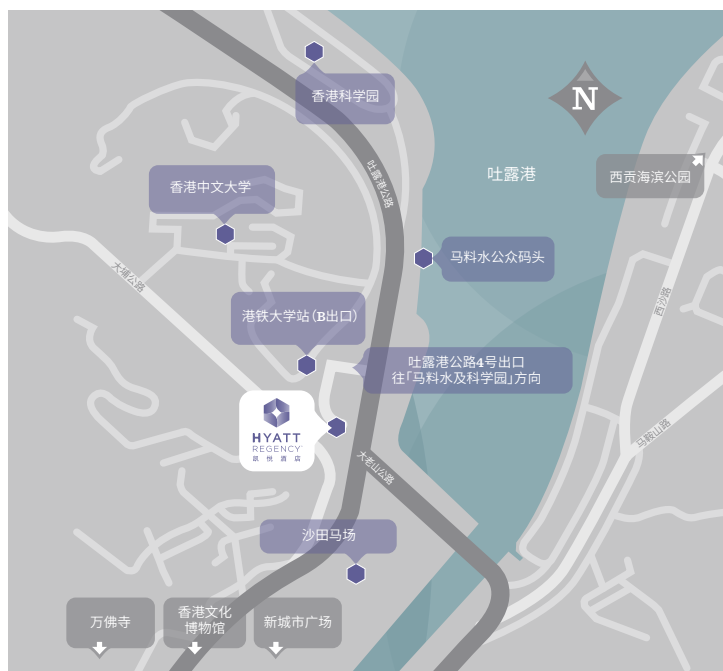 香港科学园
N
吐露港公路
吐露港
西贡海滨公园
香港中文大学
马料水公众码头
大埔公路
西沙路
港铁大学站（B出口）
吐露港公路4号出口
往「马料水及科学园」方向
HYATT
REGENCY
凯悦酒店
马鞍山路
大老山公路
沙田马场
万佛寺
香港文化
博物馆
新城市广场